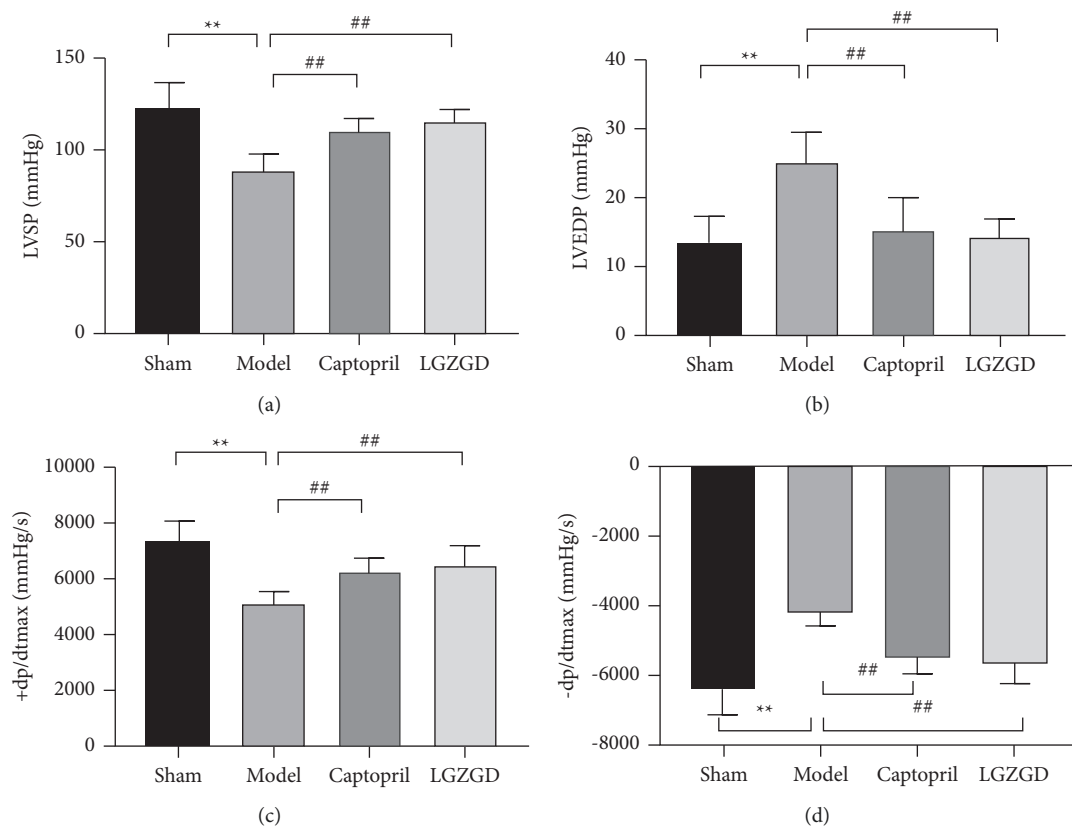 **
##
##
150
100
50
0
LVSP (mmHg)
Sham Model Captopril LGZGD
(a)
##
**
##
40
30
20
10
0
LVEDP (mmHg)
Sham Model Captopril LGZGD
(b)
**
##
##
10000
8000
6000
4000
2000
0
+dp/dtmax (mmHg/s)
Sham Model Captopril LGZGD
(c)
0
-2000
-4000
-6000
-8000
-dp/dtmax (mmHg/s)
##
**
##
Sham Model Captopril LGZGD
(d)